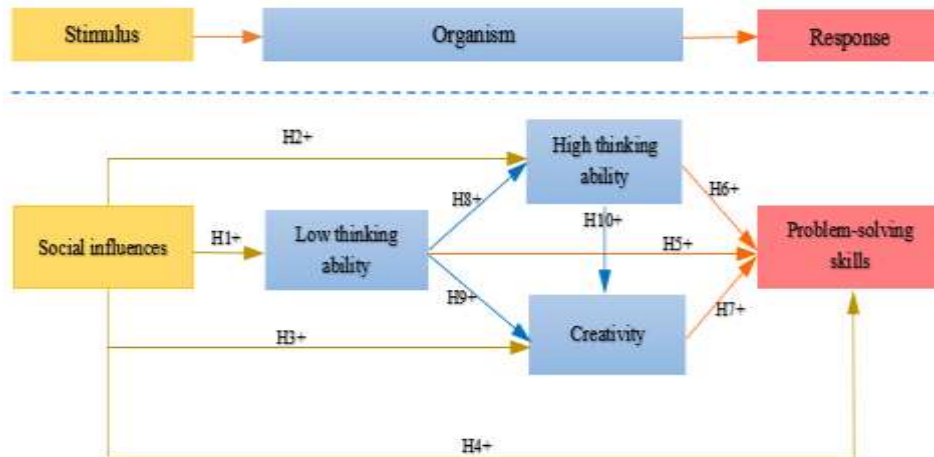 Stimulus
Organism
Response
H2+
High thinking
ability
H8+
H6+
H10+
Social influences
H1+
Low thinking
ability
H5+
Problem-solving
skills
H9+
H7+
H3+
Creativity
H4+